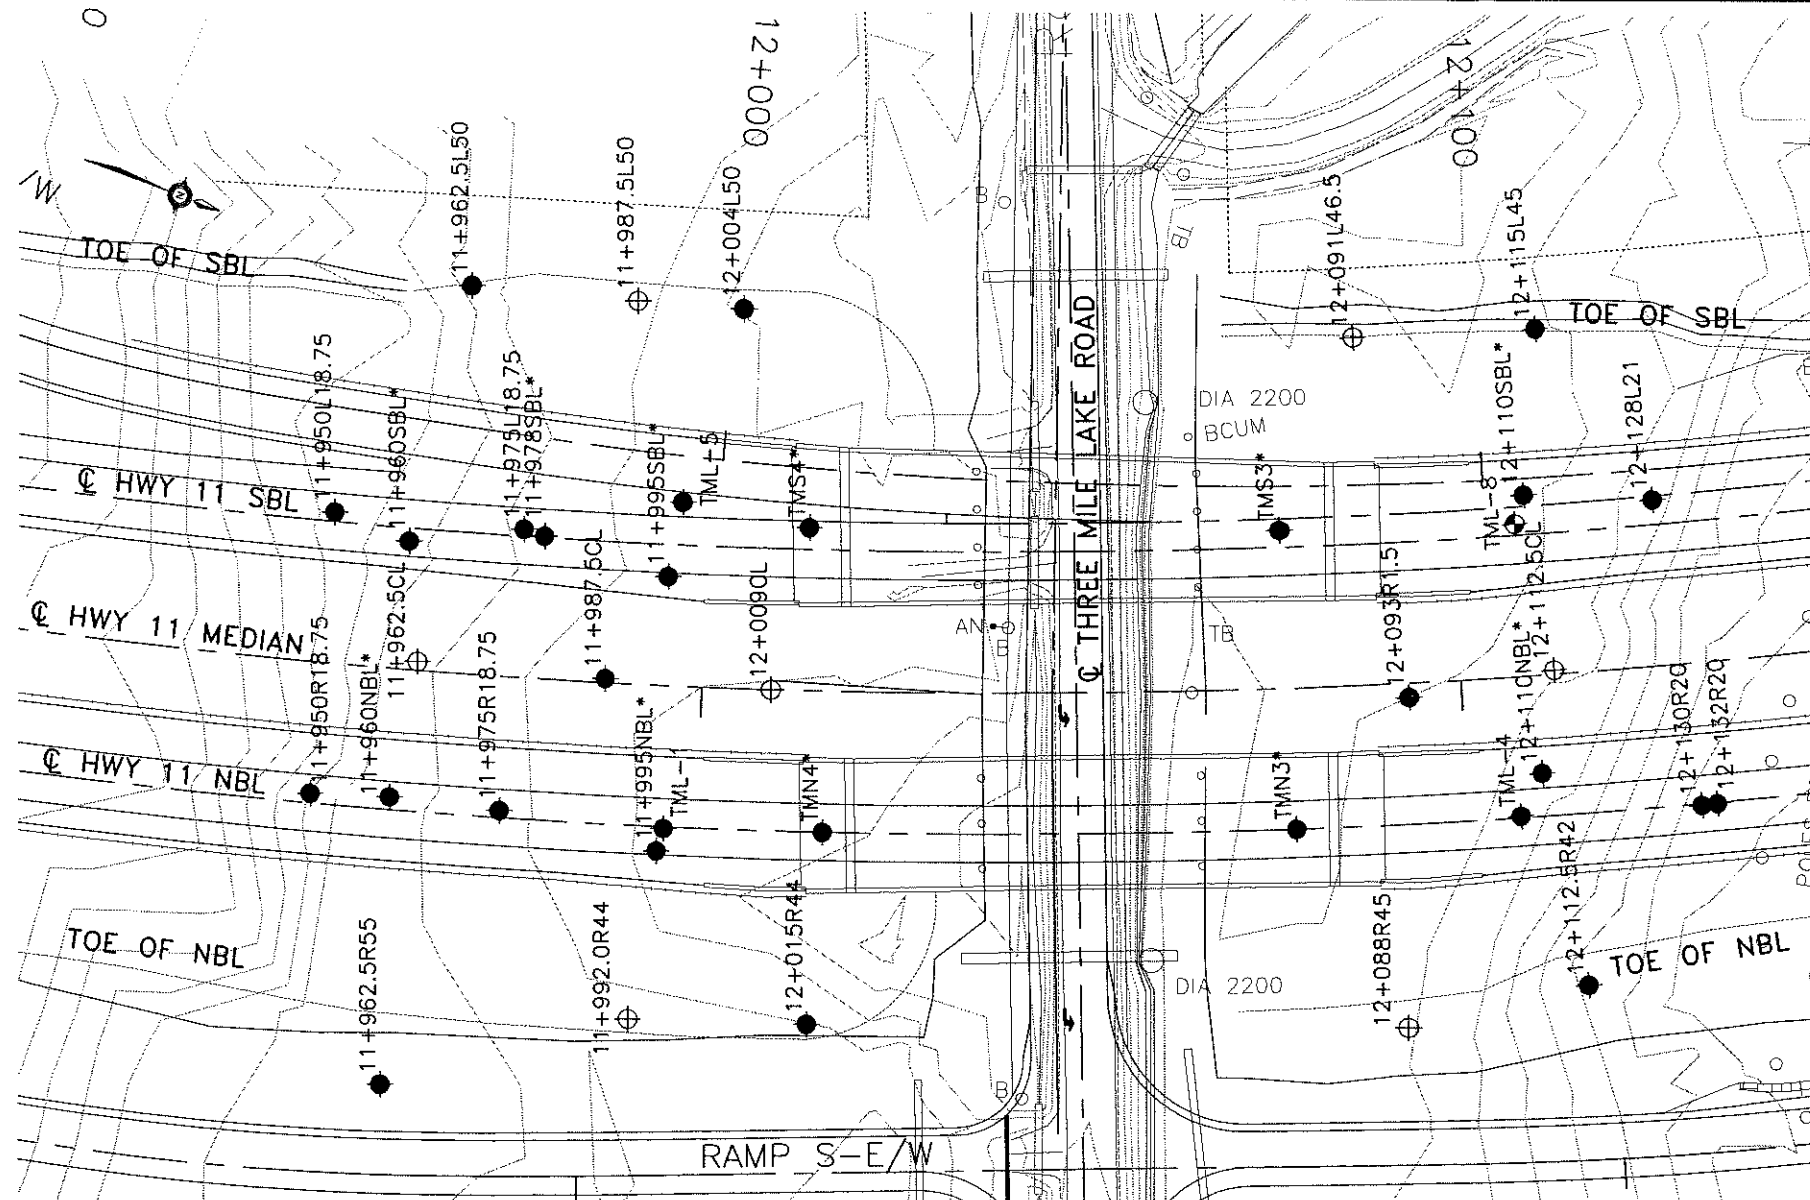 O
12+000
12+100
/W
N
TOE OF SBL
11+962.5L50
11+987.5L50
12+004L50
B
TB
12+091L46.5
12+115L45
TOE OF SBL
11+950L18.75
11+960SBL*
11+975L18.75
11+978SBL*
11+995SBL*
TML-5
TMS4*
℄ THREE MILE LAKE ROAD
DIA 2200
BCUM
TMS3*
TML-8
12+110SBL*
12+128L21
℄ HWY 11 SBL
℄ HWY 11 MEDIAN
11+962.5CL
11+987.5CL
12+009CL
AN
B
TB
12+093R1.5
12+112.5CL
11+950R18.75
11+960NBL*
11+975R18.75
11+995NBL*
TML-1
TMN4*
TMN3*
TML-4
12+110NBL*
12+130R20
12+132R20
℄ HWY 11 NBL
TOE OF NBL
11+962.5R55
11+992.0R44
12+015R44
DIA 2200
12+088R45
12+112.5R42
TOE OF NBL
B
RAMP S-E/W